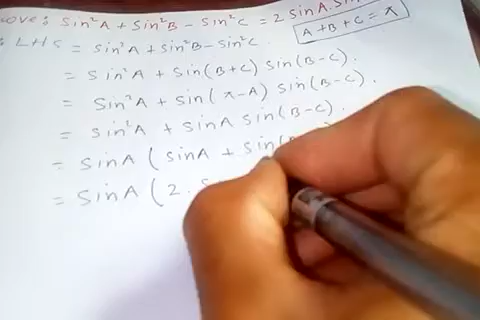 ove: sin²A + sin²B - sin²C = 2 sinA.
A + B + C = π
LHS = sin²A + sin²B - sin²C.
= sin²A + sin(B+C) sin(B-C).
= sin²A + sin(π-A) sin(B-C).
= sin²A + sinA sin(B-C).
= sinA (sinA + sin(
= sinA (2.